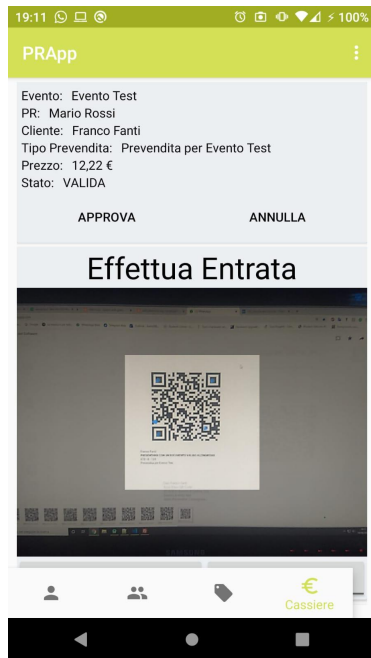 19:11
100%
PRApp
Evento: Evento Test
PR: Mario Rossi
Cliente: Franco Fanti
Tipo Prevendita: Prevendita per Evento Test
Prezzo: 12,22 €
Stato: VALIDA
APPROVA ANNULLA
Effettua Entrata
€
Cassiere